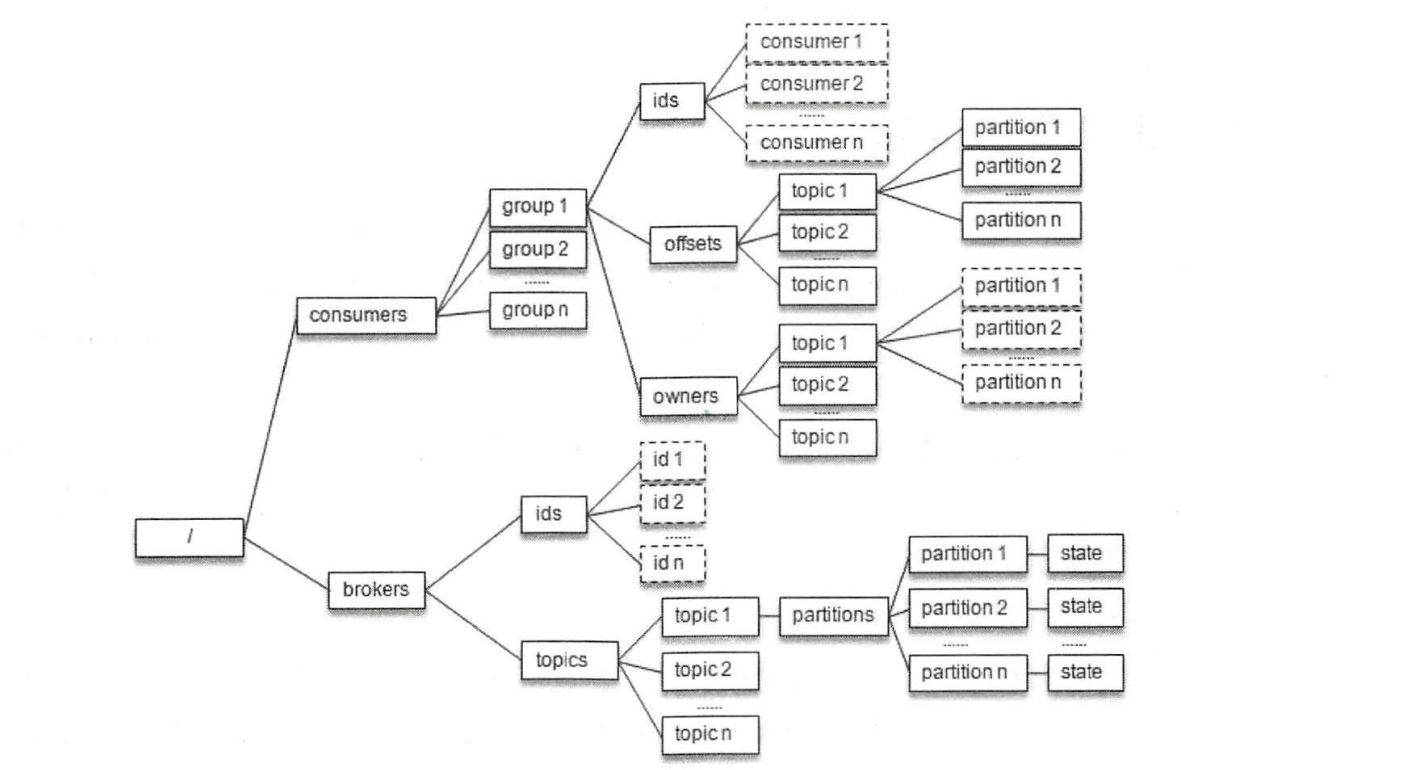 consumer 1
consumer 2
......
consumer n
ids
partition 1
partition 2
......
partition n
topic 1
topic 2
......
topic n
offsets
group 1
group 2
......
group n
consumers
partition 1
partition 2
......
partition n
topic 1
topic 2
......
topic n
owners
id 1
id 2
......
id n
ids
/
brokers
partition 1
state
partition 2
state
......
......
partition n
state
topic 1
partitions
topics
topic 2
......
topic n